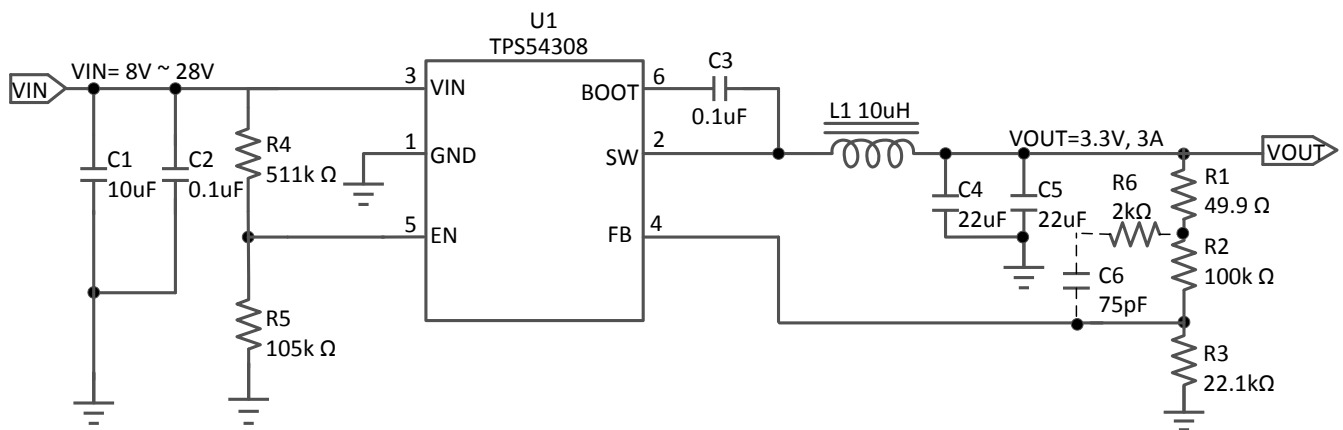 U1
TPS54308
VIN
VIN= 8V ~ 28V
3
VIN
BOOT
6
C3
0.1uF
L1 10uH
VOUT=3.3V, 3A
VOUT
C1
10uF
C2
0.1uF
R4
511k Ω
1
GND
SW
2
C4
22uF
C5
22uF
R6
2kΩ
R1
49.9 Ω
5
EN
FB
4
R2
100k Ω
C6
75pF
R5
105k Ω
R3
22.1kΩ